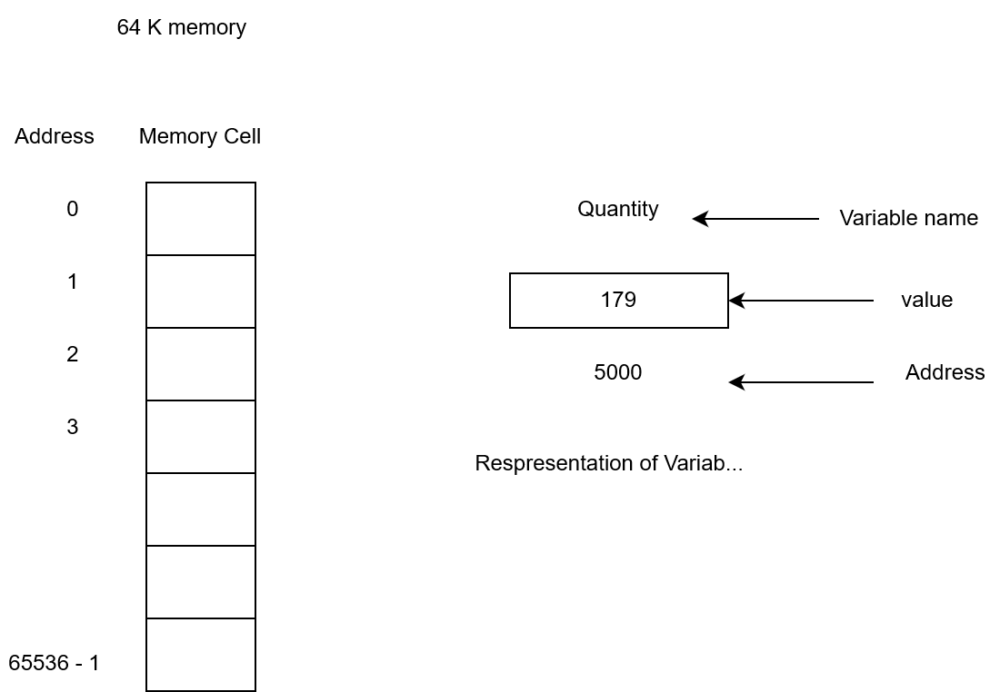 64 K memory
Address
Memory Cell
0
1
2
3
65536 - 1
Quantity
Variable name
179
value
5000
Address
Respresentation of Variab...